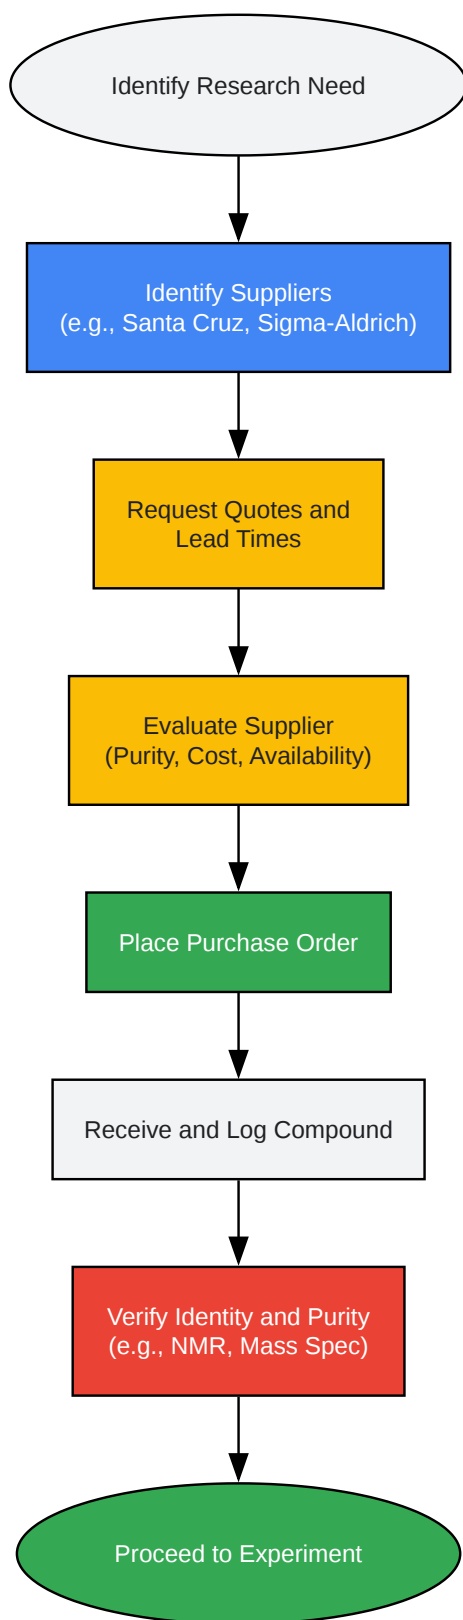 Identify Research Need
Identify Suppliers
(e.g., Santa Cruz, Sigma-Aldrich)
Request Quotes and
Lead Times
Evaluate Supplier
(Purity, Cost, Availability)
Place Purchase Order
Receive and Log Compound
Verify Identity and Purity
(e.g., NMR, Mass Spec)
Proceed to Experiment